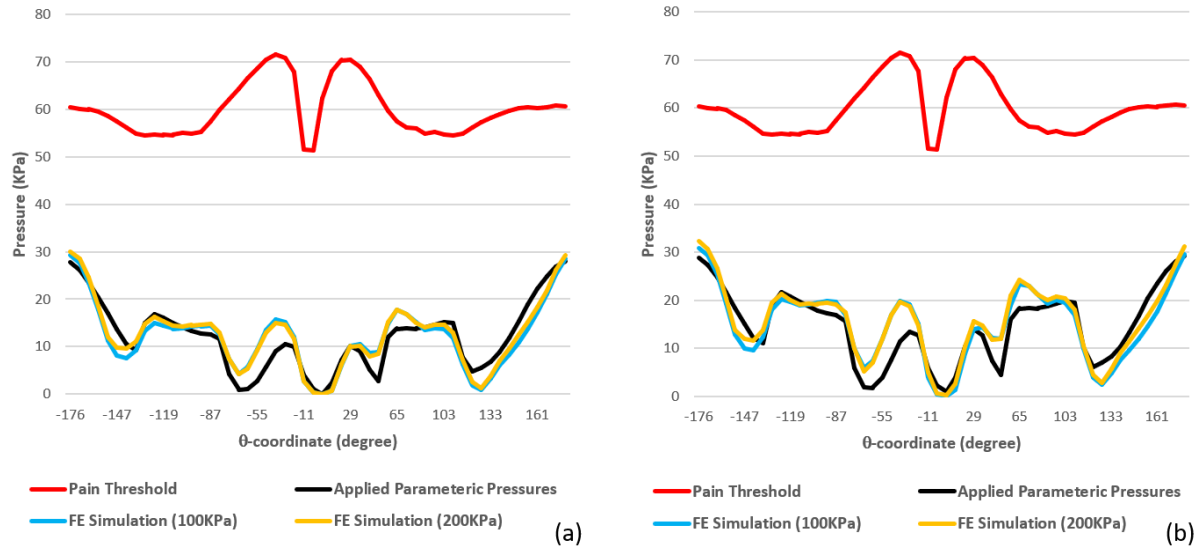 80
70
60
50
40
30
20
10
0
Pressure (KPa)
-176 -147 -119 -87 -55 -11 29 65 103 133 161
θ-coordinate (degree)
Pain Threshold
Applied Parameteric Pressures
FE Simulation (100KPa)
FE Simulation (200KPa)
(a)
80
70
60
50
40
30
20
10
0
Pressure (KPa)
-176 -147 -119 -87 -55 -11 29 65 103 133 161
θ-coordinate (degree)
Pain Threshold
Applied Parameteric Pressures
FE Simulation (100KPa)
FE Simulation (200KPa)
(b)